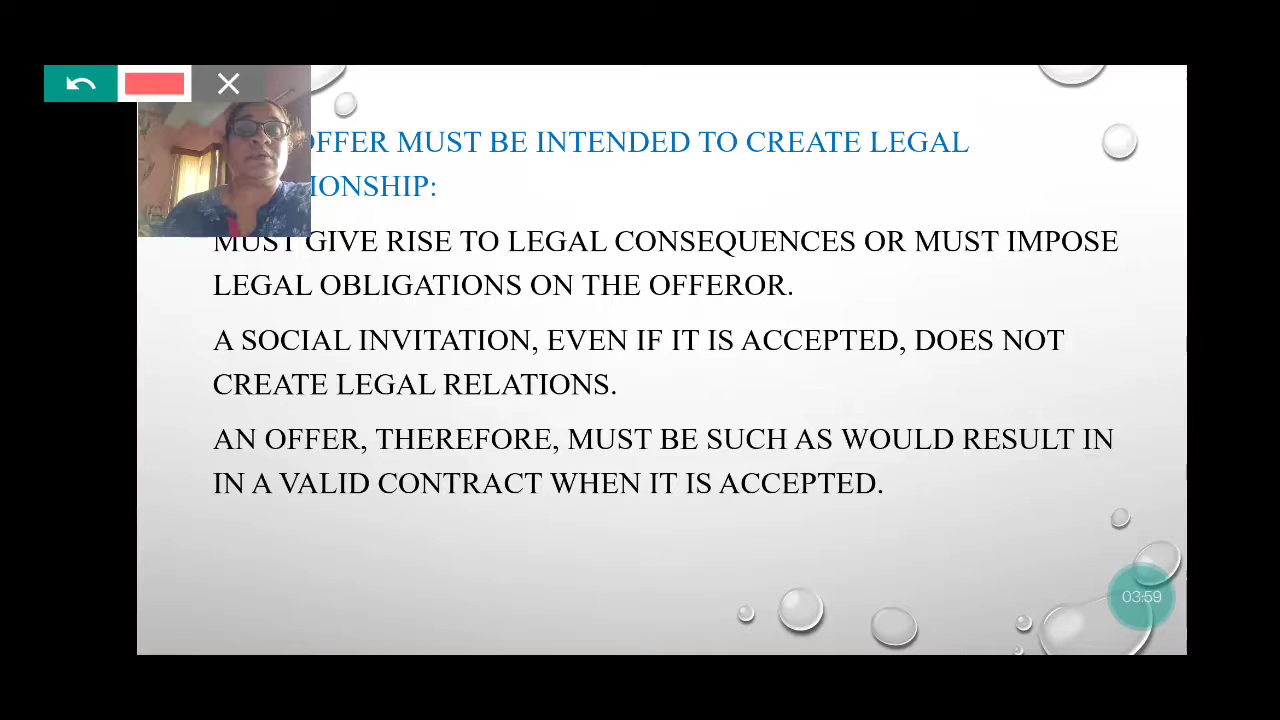 OFFER MUST BE INTENDED TO CREATE LEGAL
IONSHIP:
MUST GIVE RISE TO LEGAL CONSEQUENCES OR MUST IMPOSE
LEGAL OBLIGATIONS ON THE OFFEROR.
A SOCIAL INVITATION, EVEN IF IT IS ACCEPTED, DOES NOT
CREATE LEGAL RELATIONS.
AN OFFER, THEREFORE, MUST BE SUCH AS WOULD RESULT IN
IN A VALID CONTRACT WHEN IT IS ACCEPTED.
03:59